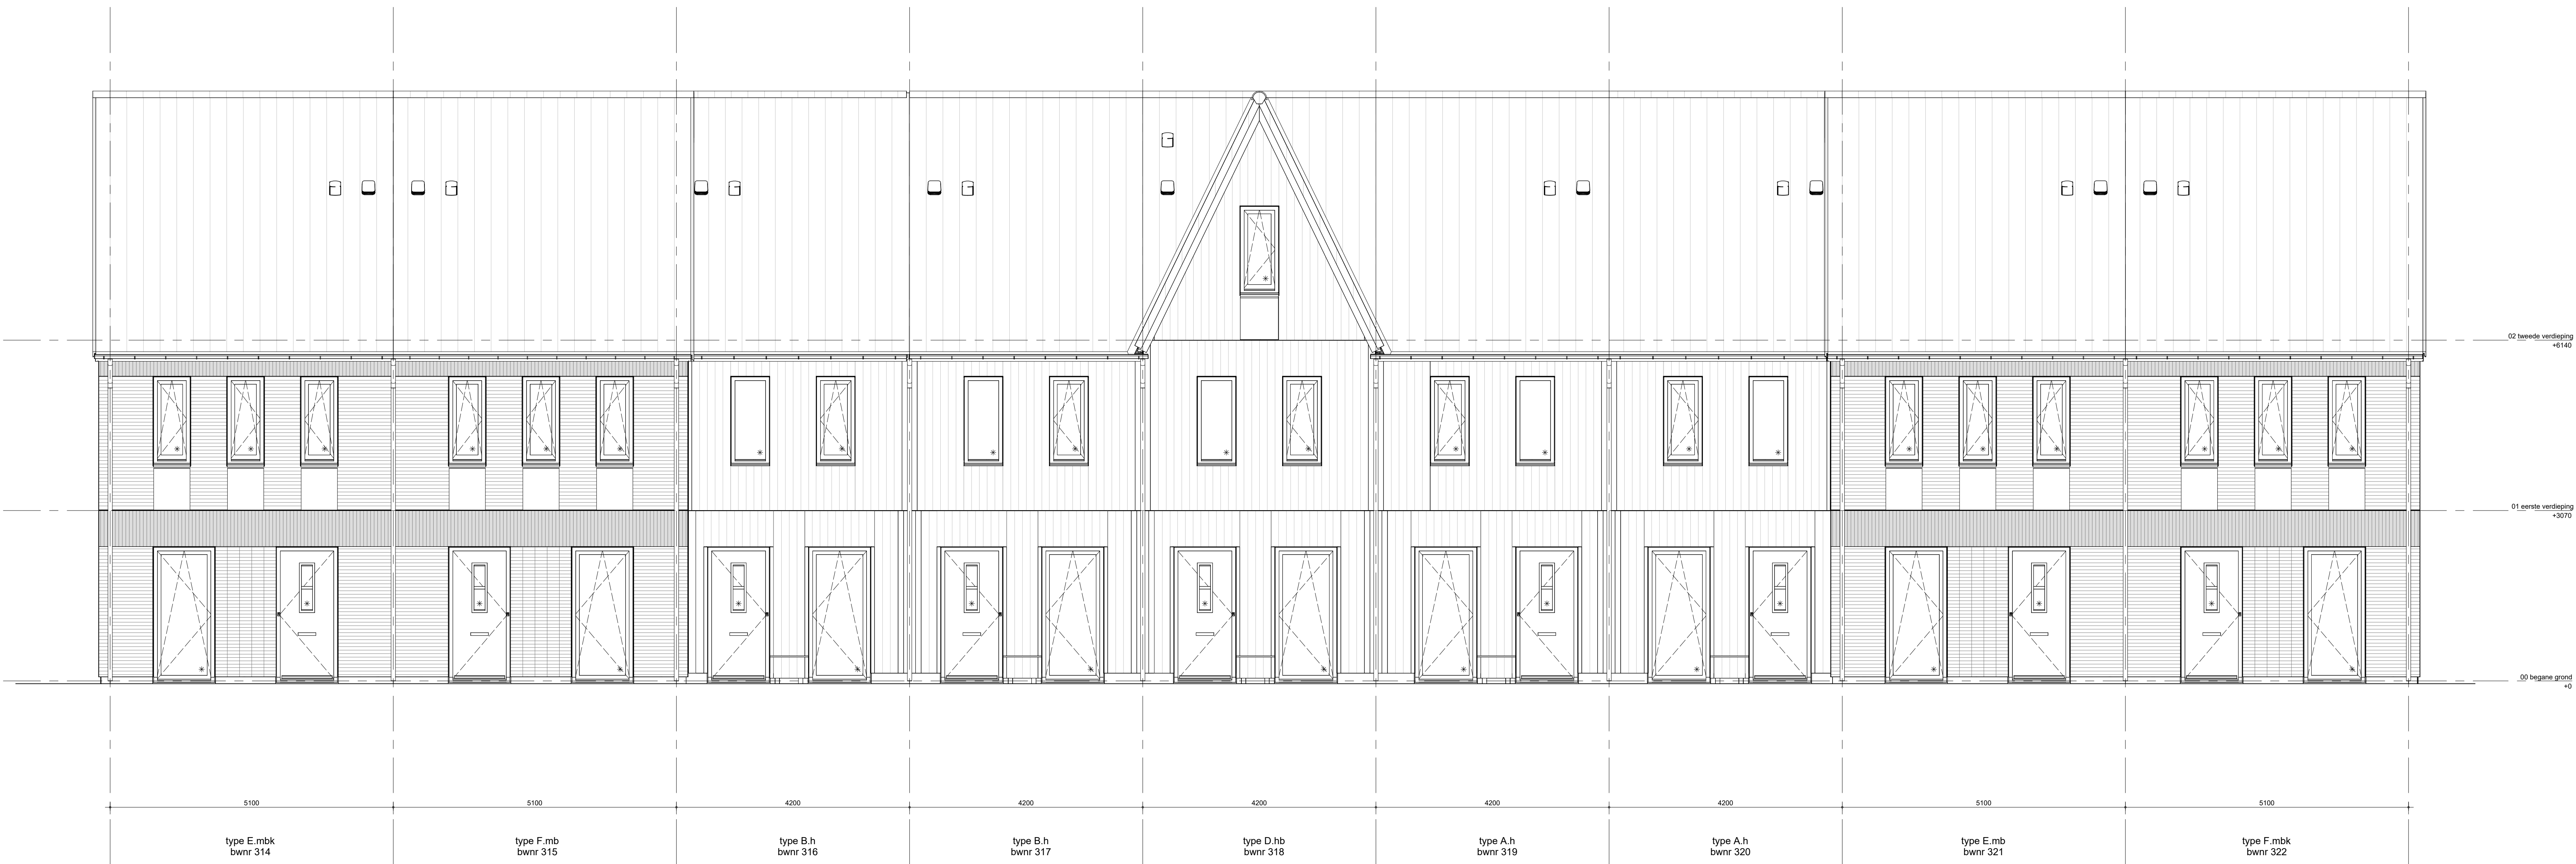 02 tweede verdieping
+6140
01 eerste verdieping
+3070
00 begane grond
+0
5100
5100
4200
4200
4200
4200
4200
5100
5100
type E.mbk
bwnr 314
type F.mb
bwnr 315
type B.h
bwnr 316
type B.h
bwnr 317
type D.hb
bwnr 318
type A.h
bwnr 319
type A.h
bwnr 320
type E.mb
bwnr 321
type F.mbk
bwnr 322